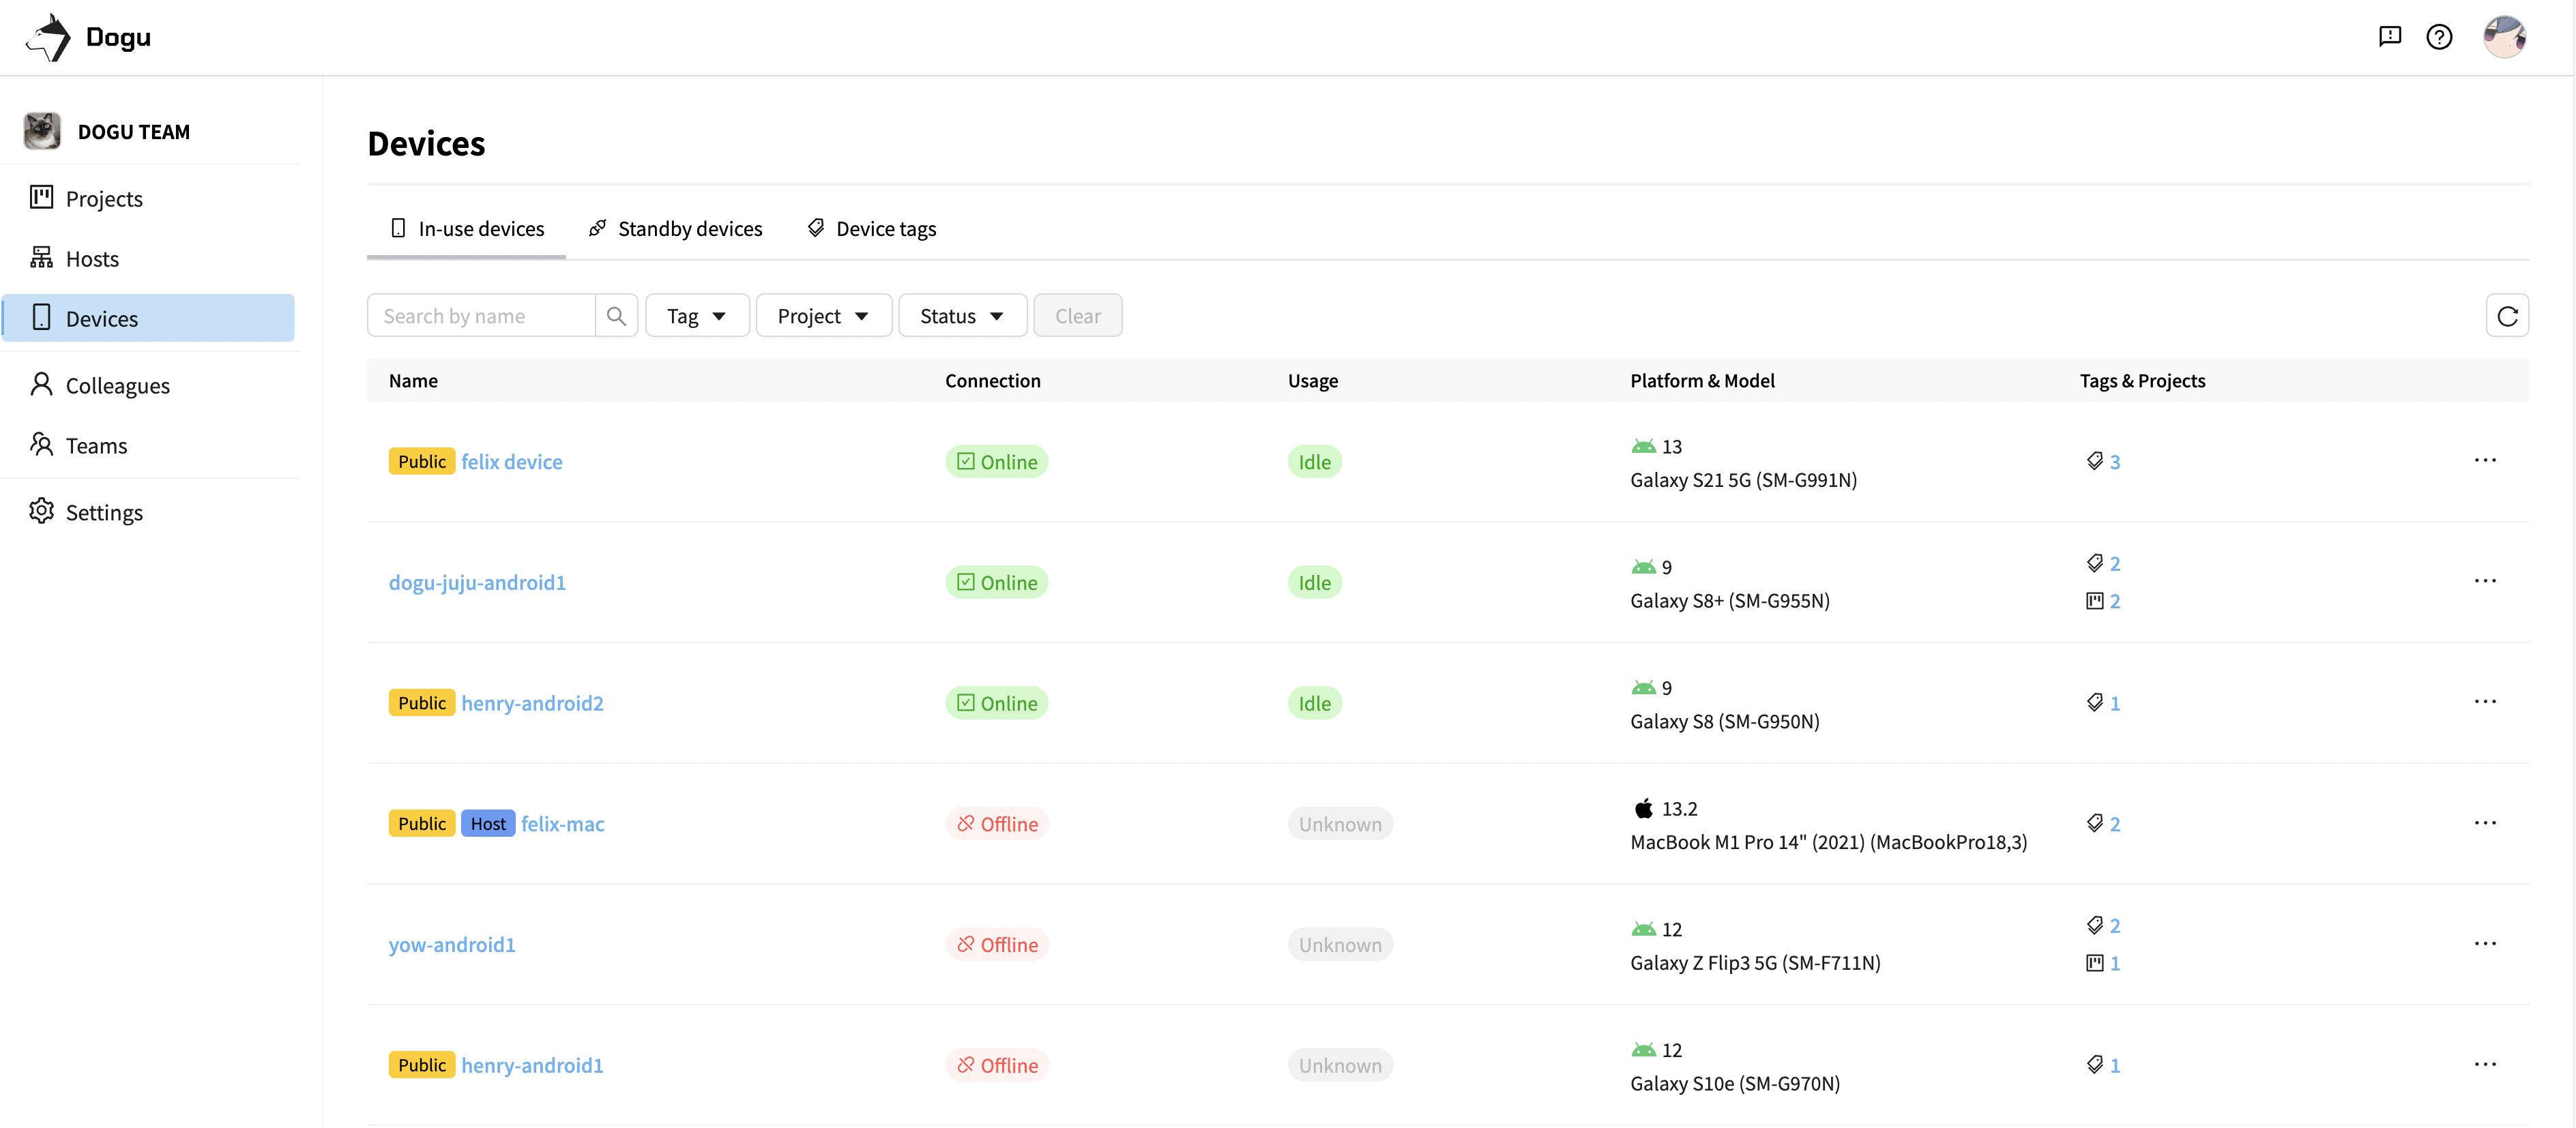 Dogu
DOGU TEAM
Projects
Hosts
Devices
Colleagues
Teams
Settings
Devices
In-use devices Standby devices Device tags
Search by name Tag Project Status Clear
Name Connection Usage Platform & Model Tags & Projects
Public felix device Online Idle 13 3
Galaxy S21 5G (SM-G991N)
dogu-juju-android1 Online Idle 9 2
Galaxy S8+ (SM-G955N) 2
Public henry-android2 Online Idle 9 1
Galaxy S8 (SM-G950N)
Public Host felix-mac Offline Unknown 13.2 2
MacBook M1 Pro 14" (2021) (MacBookPro18,3)
yow-android1 Offline Unknown 12 2
Galaxy Z Flip3 5G (SM-F711N) 1
Public henry-android1 Offline Unknown 12 1
Galaxy S10e (SM-G970N)